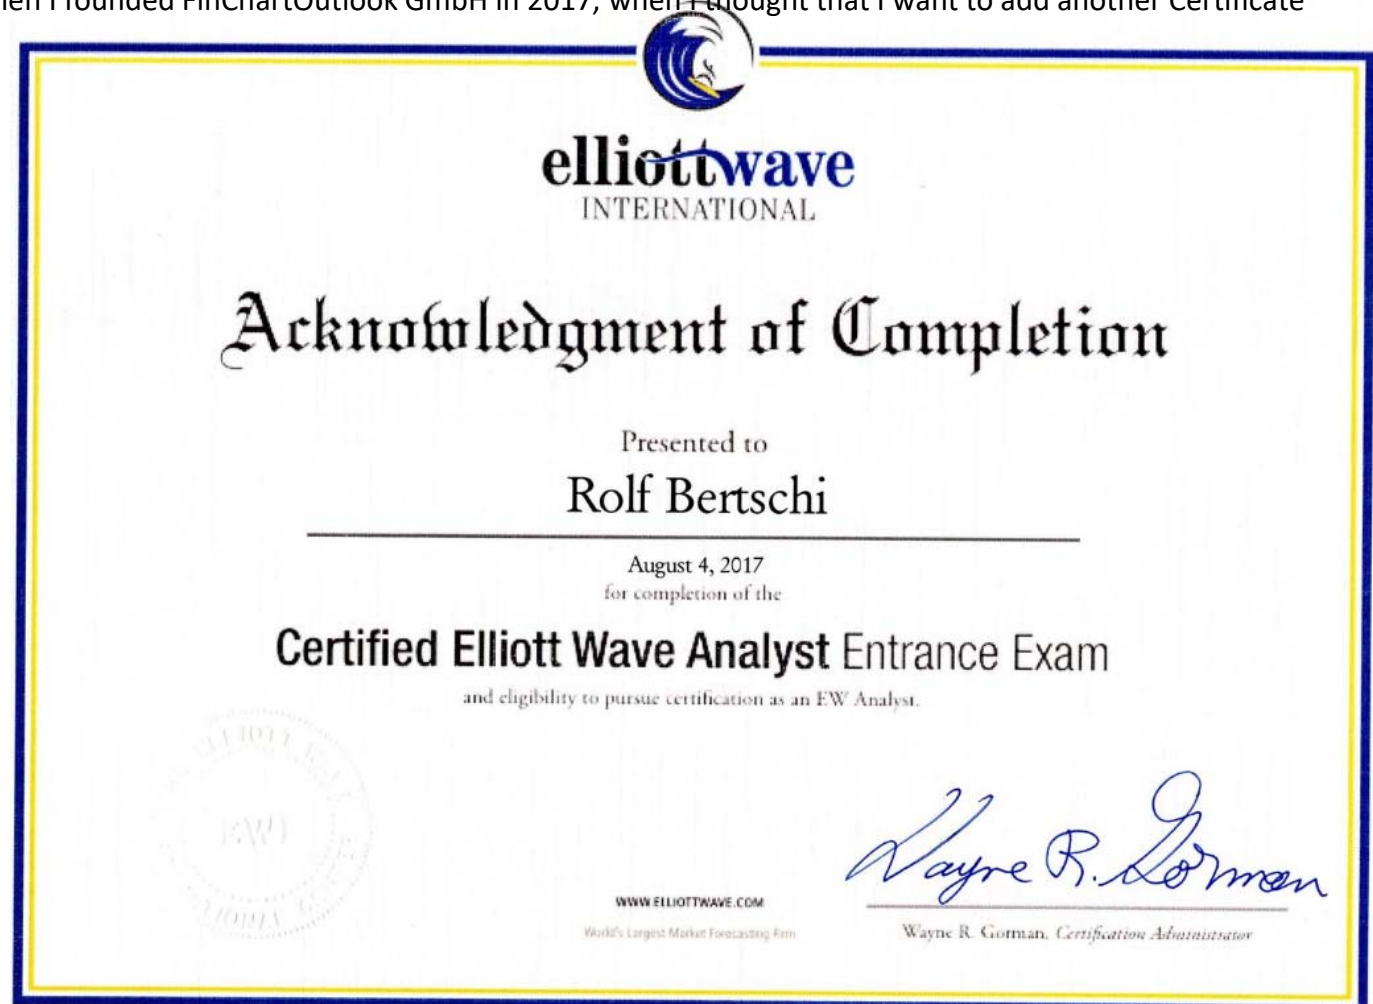 en I founded FinChartOutlook GmbH in 2017, when I thought that I want to add another Certificate
elliottwave
INTERNATIONAL
Acknowledgment of Completion
Presented to
Rolf Bertschi
August 4, 2017
for completion of the
Certified Elliott Wave Analyst Entrance Exam
and eligibility to pursue certification as an EW Analyst.
ELLIOTT WAVE
EWI
Wayne R. Gorman
WWW.ELLIOTTWAVE.COM
World's Largest Market Forecasting Firm
Wayne R. Gorman, Certification Administrator